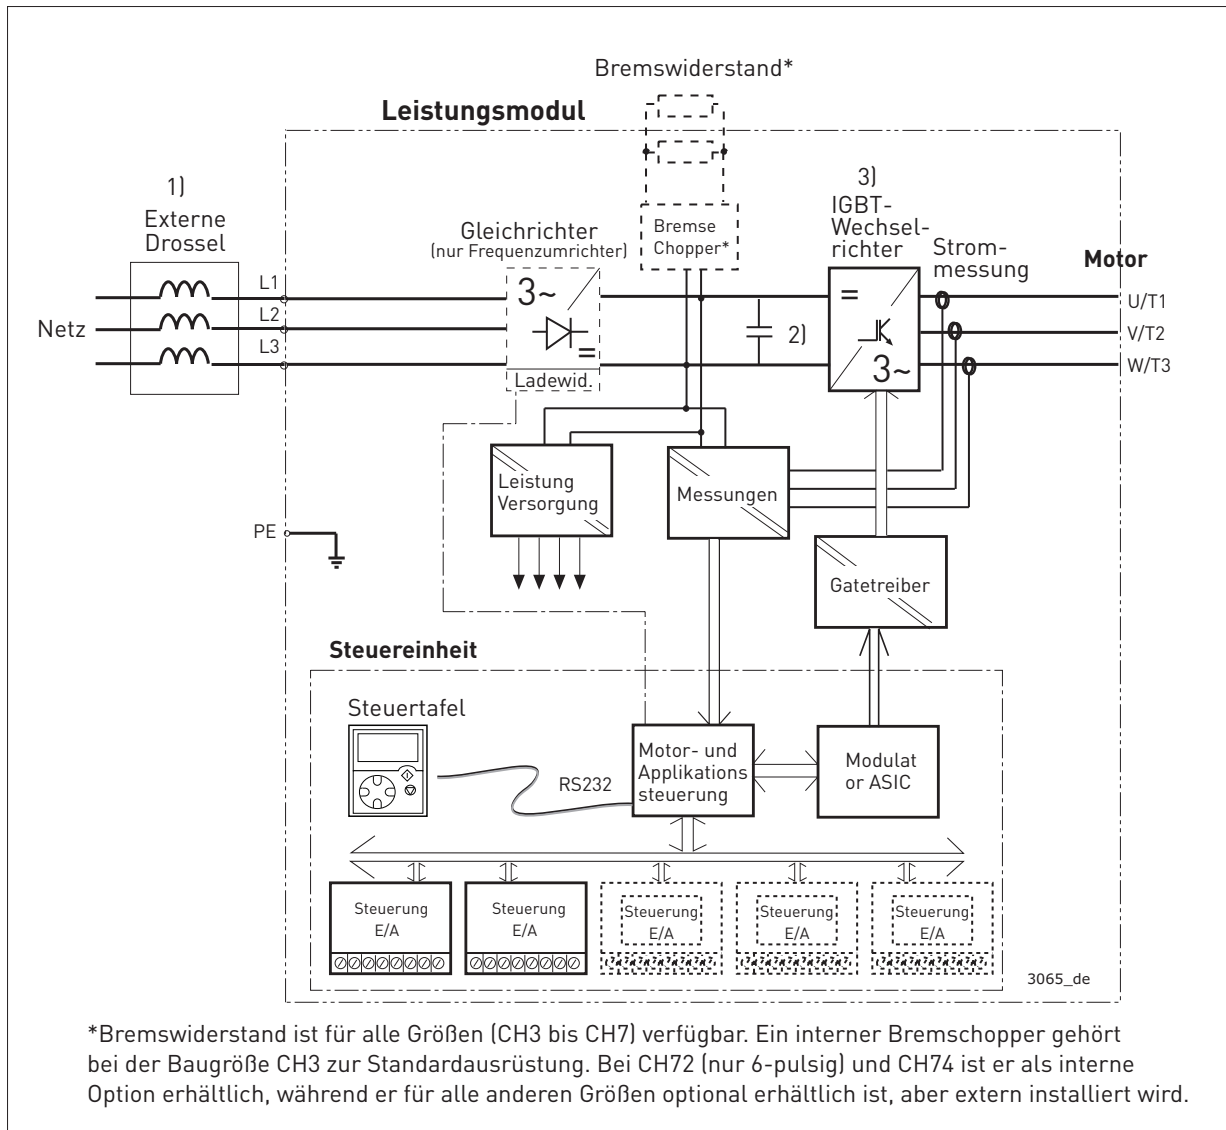 Bremswiderstand*
Leistungsmodul
1)
Externe
Drossel
Gleichrichter
(nur Frequenzumrichter)
Bremse
Chopper*
3)
IGBT-
Wechsel-
richter
Strom-
messung
Motor
Netz
L1
L2
L3
3~
=
Ladewid.
2)
=
3~
U/T1
V/T2
W/T3
Leistung
Versorgung
Messungen
PE
Gatetreiber
Steuereinheit
Steuertafel
RS232
Motor- und
Applikations
steuerung
Modulat
or ASIC
Steuerung
E/A
Steuerung
E/A
Steuerung
E/A
Steuerung
E/A
Steuerung
E/A
3065_de
*Bremswiderstand ist für alle Größen (CH3 bis CH7) verfügbar. Ein interner Bremschopper gehört
bei der Baugröße CH3 zur Standardausrüstung. Bei CH72 (nur 6-pulsig) und CH74 ist er als interne
Option erhältlich, während er für alle anderen Größen optional erhältlich ist, aber extern installiert wird.